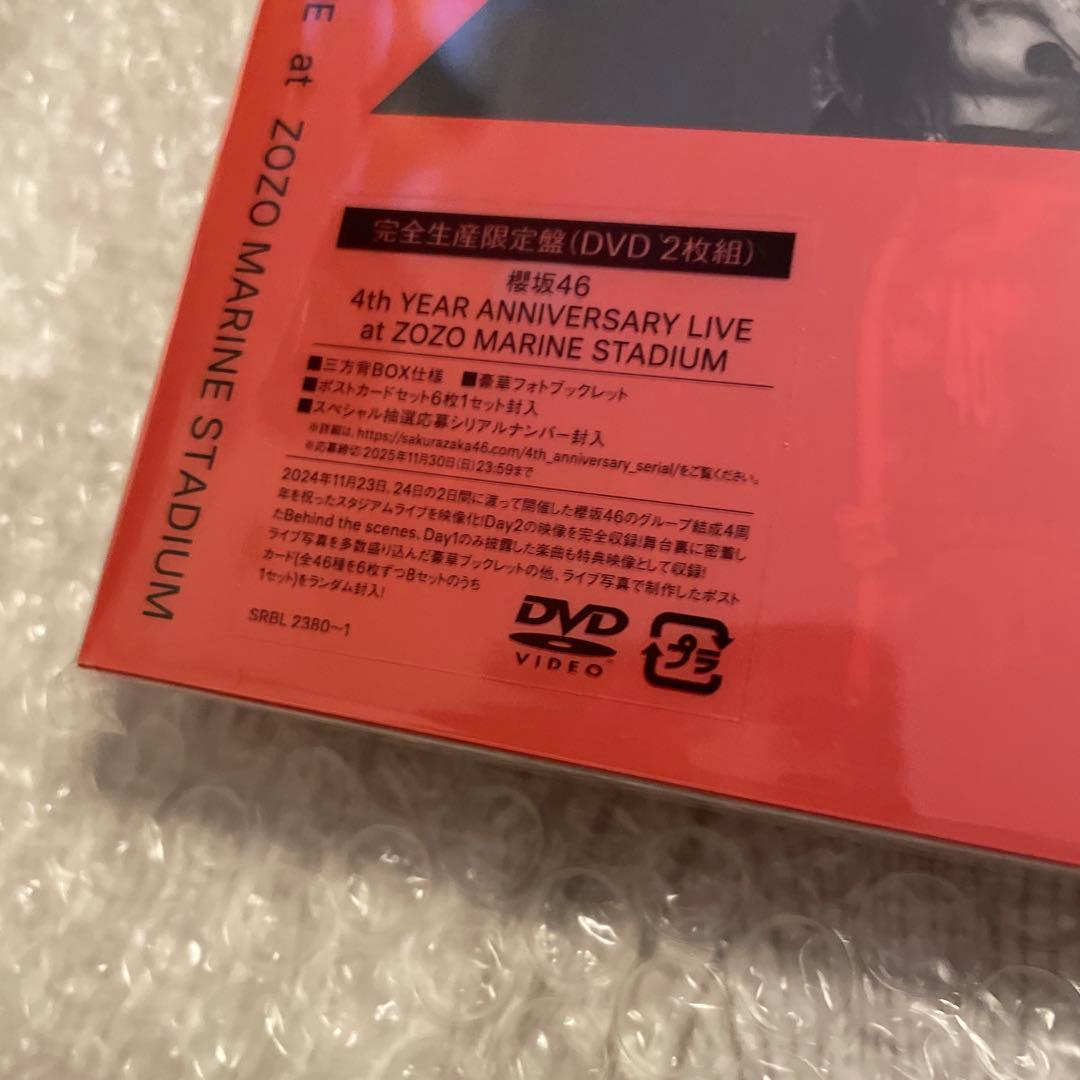 E at ZOZO MARINE STADIUM
完全生産限定盤(DVD 2枚組)
櫻坂46
4th YEAR ANNIVERSARY LIVE
at ZOZO MARINE STADIUM
■三方背BOX仕様 ■豪華フォトブックレット
■ポストカードセット6枚1セット封入
■スペシャル抽選応募シリアルナンバー封入
※詳細は、https://sakurazaka46.com/4th_anniversary_serial/をご覧ください。
※応募締切:2025年11月30日(日)23:59まで
2024年11月23日、24日の2日間に渡って開催した櫻坂46のグループ結成4周
年を祝ったスタジアムライブを映像化!Day2の映像を完全収録!舞台裏に密着し
たBehind the scenes、Day1のみ披露した楽曲も特典映像として収録!
ライブ写真を多数盛り込んだ豪華ブックレットの他、ライブ写真で制作したポスト
カード(全46種を6枚ずつ8セットのうち
1セット)をランダム封入!
SRBL 2380~1
DVD
VIDEO
プラ